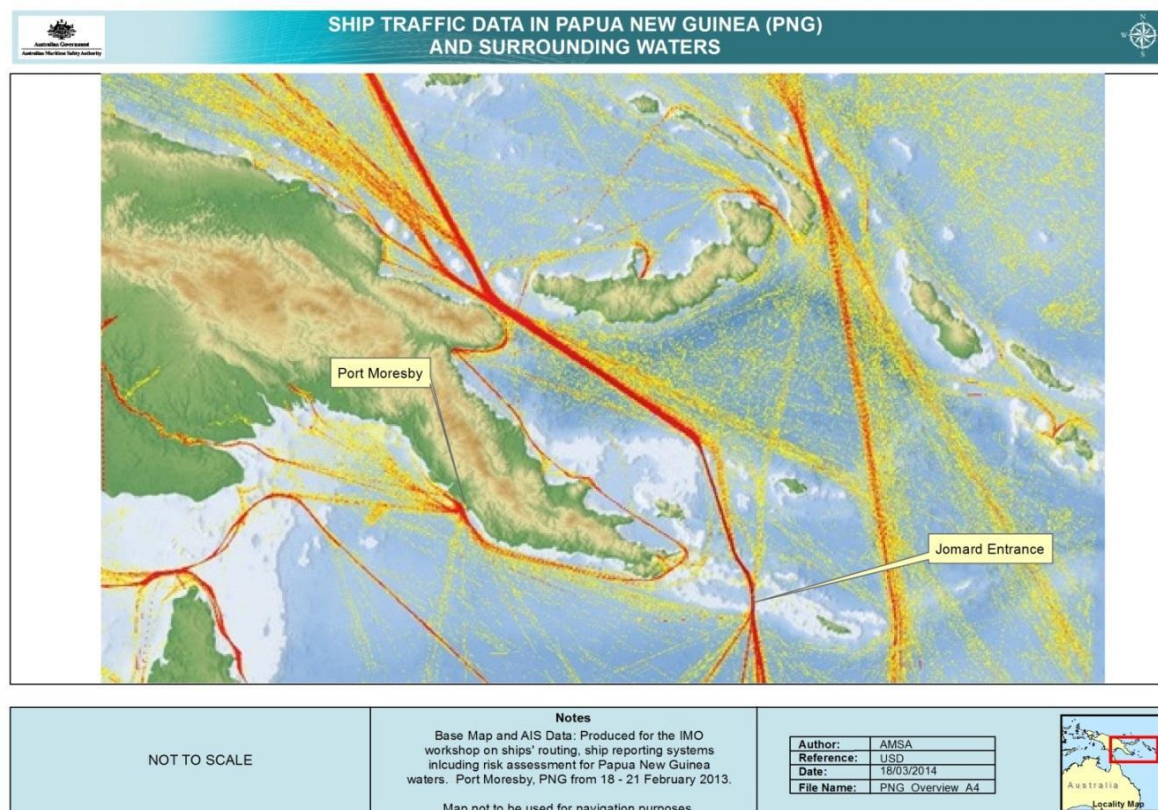 Australian Government
Australian Maritime Safety Authority
SHIP TRAFFIC DATA IN PAPUA NEW GUINEA (PNG)
AND SURROUNDING WATERS
N
W
E
S
Port Moresby
Jomard Entrance
NOT TO SCALE
Notes
Base Map and AIS Data: Produced for the IMO
workshop on ships' routing, ship reporting systems
inlcuding risk assessment for Papua New Guinea
waters. Port Moresby, PNG from 18 - 21 February 2013.
Map not to be used for navigation purposes
Author: AMSA
Reference: USD
Date: 18/03/2014
File Name: PNG_Overview_A4
Australia
Locality Map